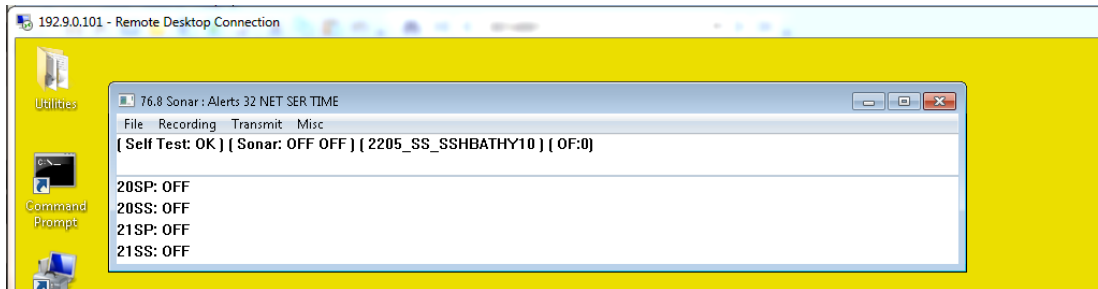 192.9.0.101 - Remote Desktop Connection
Utilities
76.8 Sonar : Alerts 32 NET SER TIME
File Recording Transmit Misc
( Self Test: OK ) ( Sonar: OFF OFF ) ( 2205_SS_SSHBATHY10 ) ( OF:0)
C:\_
Command
Prompt
20SP: OFF
20SS: OFF
21SP: OFF
21SS: OFF